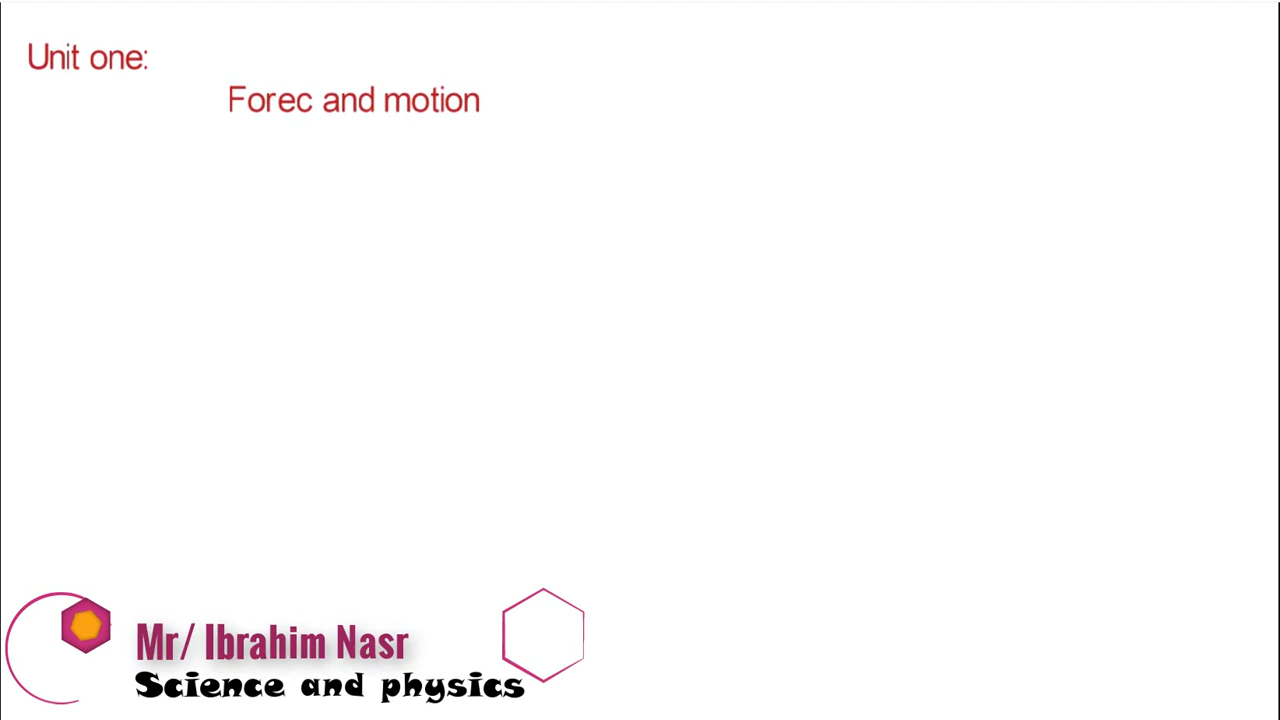 Unit one:
Forec and motion
Mr/ Ibrahim Nasr
Science and physics